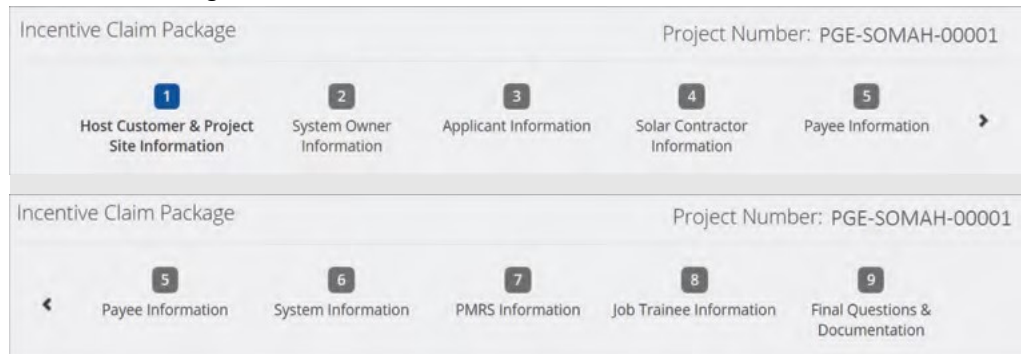 Incentive Claim Package
Project Number: PGE-SOMAH-00001
1
Host Customer & Project
Site Information
2
System Owner
Information
3
Applicant Information
4
Solar Contractor
Information
5
Payee Information
Incentive Claim Package
Project Number: PGE-SOMAH-00001
5
Payee Information
6
System Information
7
PMRS Information
8
Job Trainee Information
9
Final Questions &
Documentation